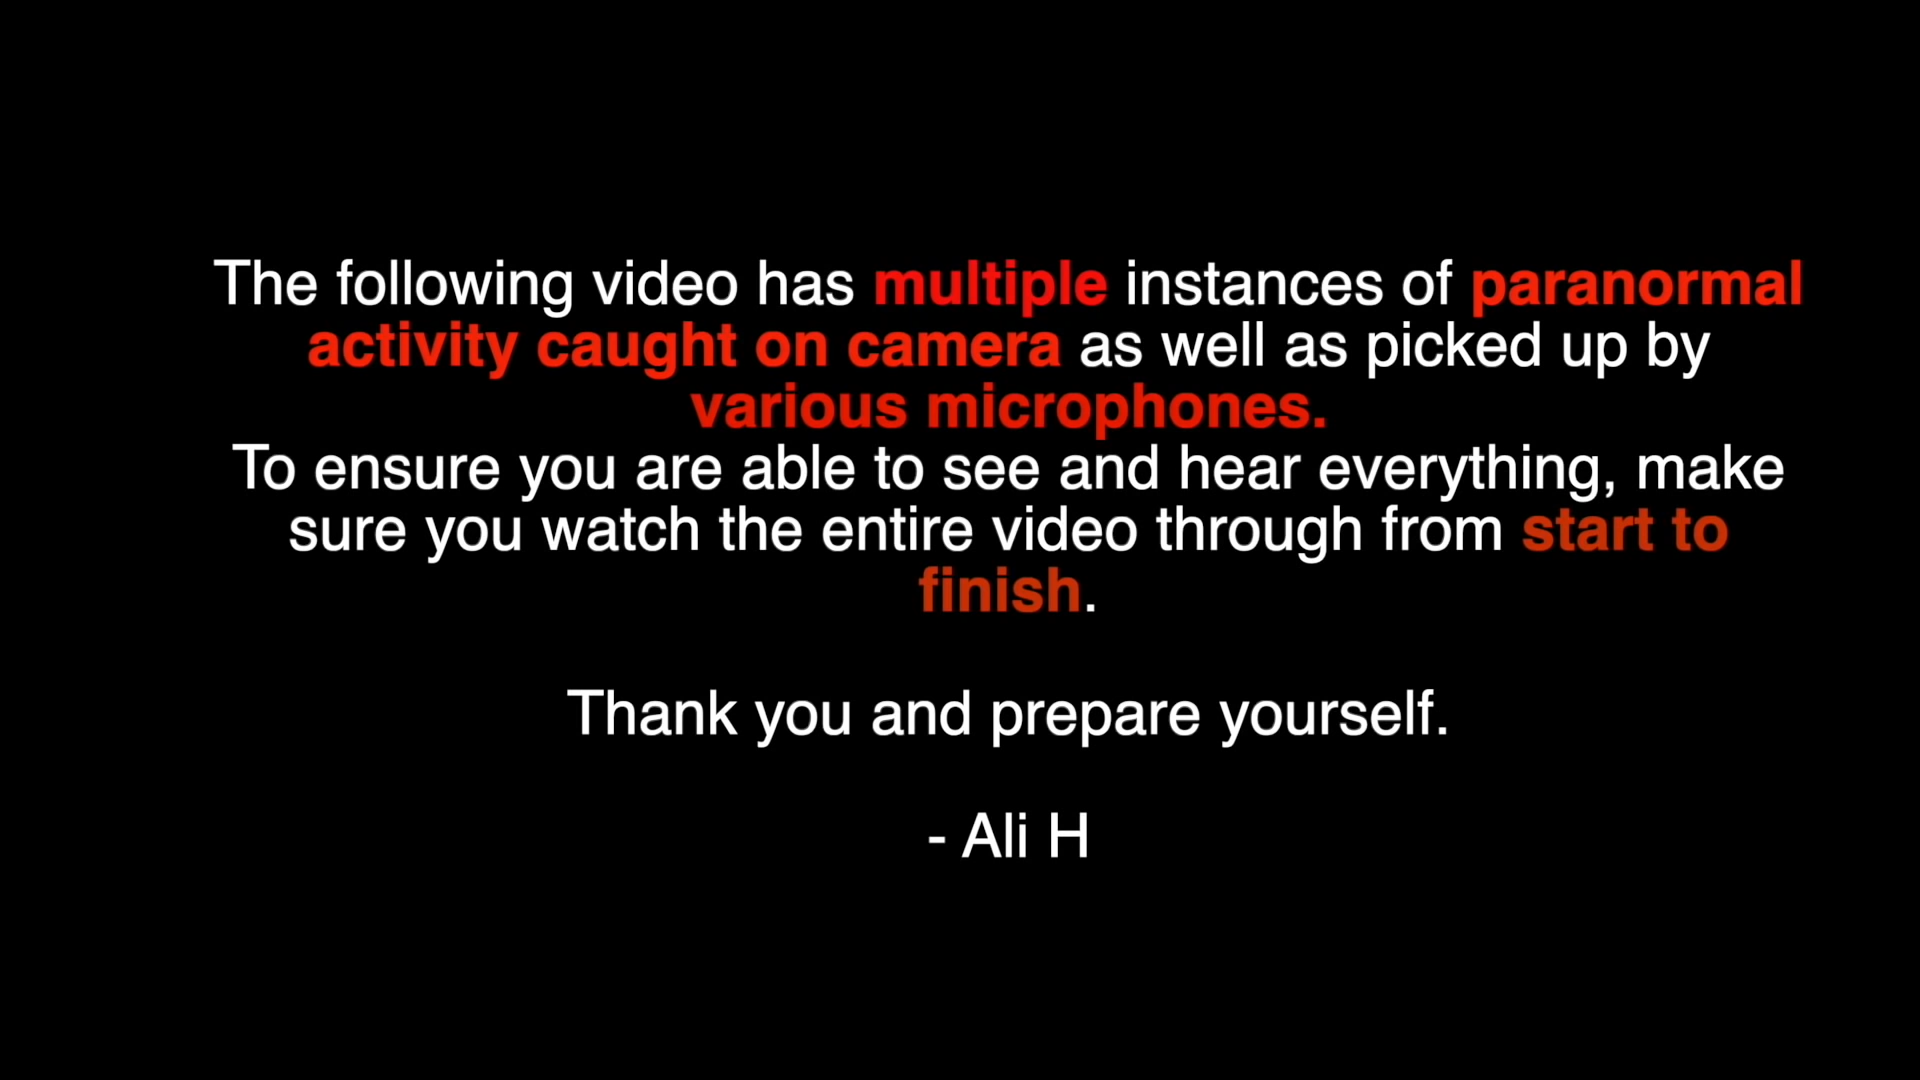 The following video has multiple instances of paranormal
activity caught on camera as well as picked up by
various microphones.
To ensure you are able to see and hear everything, make
sure you watch the entire video through from start to
finish.
Thank you and prepare yourself.
- Ali H